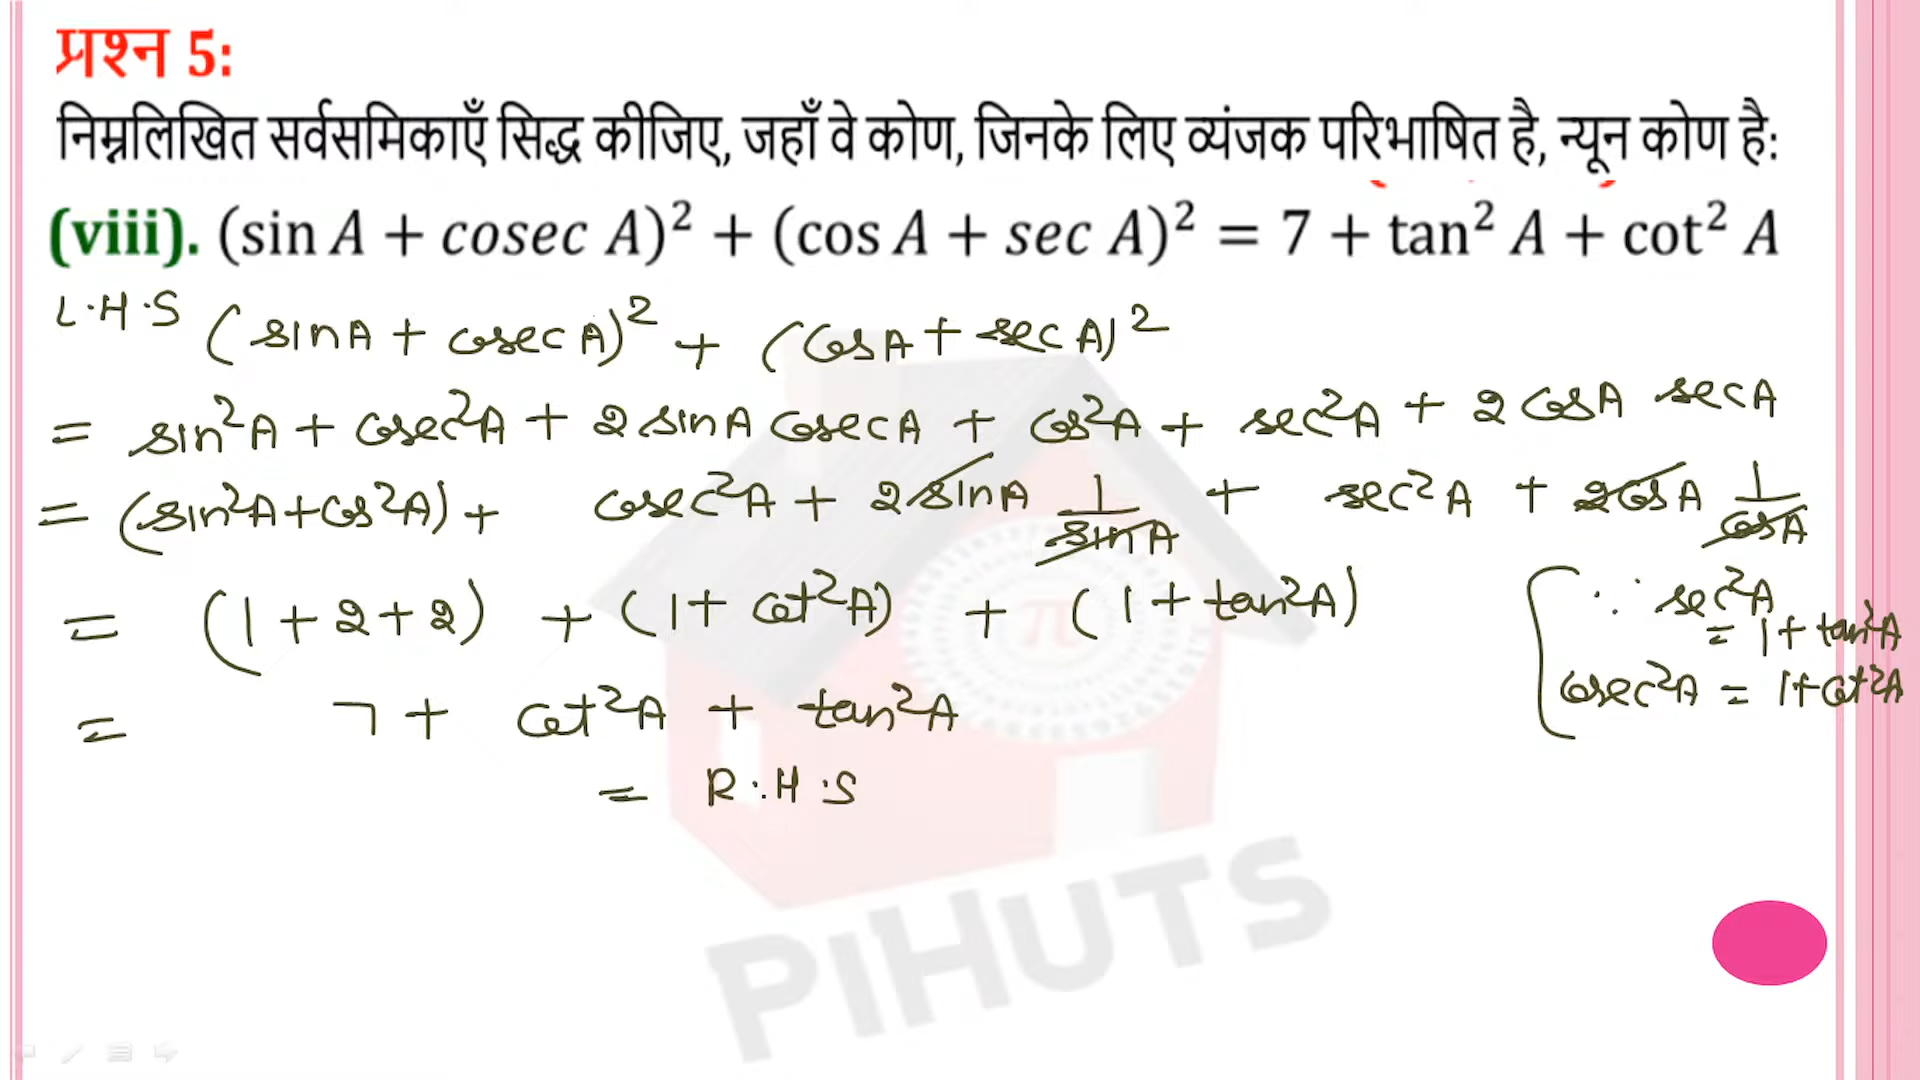 प्रश्न 5:
निम्नलिखित सर्वसमिकाएँ सिद्ध कीजिए, जहाँ वे कोण, जिनके लिए व्यंजक परिभाषित है, न्यून कोण है:
(viii). (sin A + cosec A)² + (cos A + sec A)² = 7 + tan² A + cot² A
L.H.S (sinA + cosecA)² + (cosA + secA)²
= sin²A + cosec²A + 2 sinA cosecA + cos²A + sec²A + 2 cosA secA
= (sin²A + cos²A) + cosec²A + 2 sinA 1/sinA + sec²A + 2cosA 1/cosA
= (1 + 2 + 2) + (1 + cot²A) + (1 + tan²A)
∵ sec²A
= 1 + tan²A
cosec²A = 1+cot²A
= 7 + cot²A + tan²A
= R.H.S
π
PiHUTS